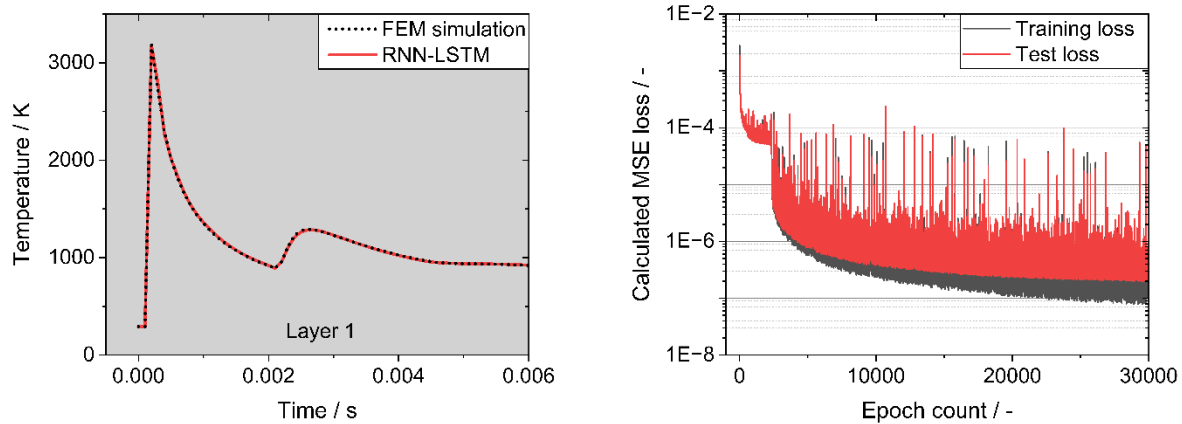 FEM simulation
RNN-LSTM
3000
2000
1000
0
Temperature / K
Layer 1
0.000
0.002
0.004
0.006
Time / s
Training loss
Test loss
1E−2
1E−4
1E−6
1E−8
Calculated MSE loss / -
0
10000
20000
30000
Epoch count / -